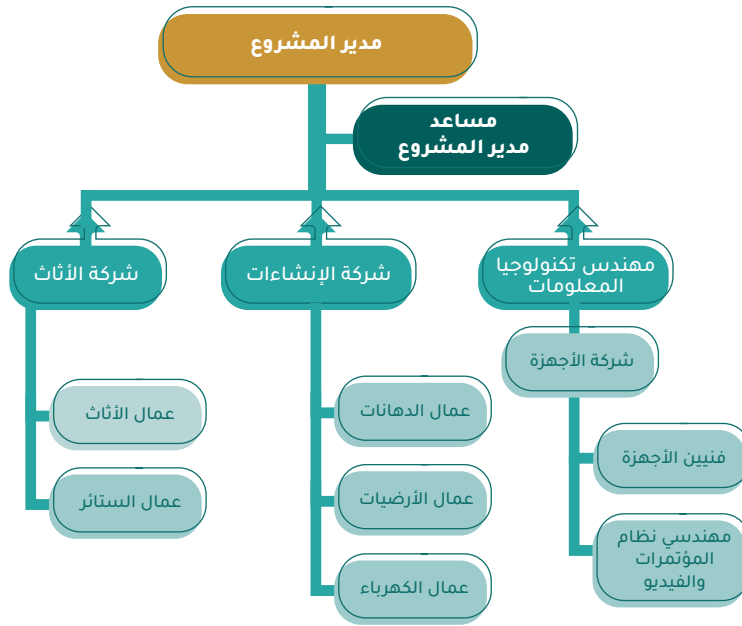 مدير المشروع
مساعد
مدير المشروع
مهندس تكنولوجيا
المعلومات
شركة الإنشاءات
شركة الأثاث
شركة الأجهزة
فنيين الأجهزة
مهندسي نظام
المؤتمرات
والفيديو
عمال الدهانات
عمال الأرضيات
عمال الكهرباء
عمال الأثاث
عمال الستائر